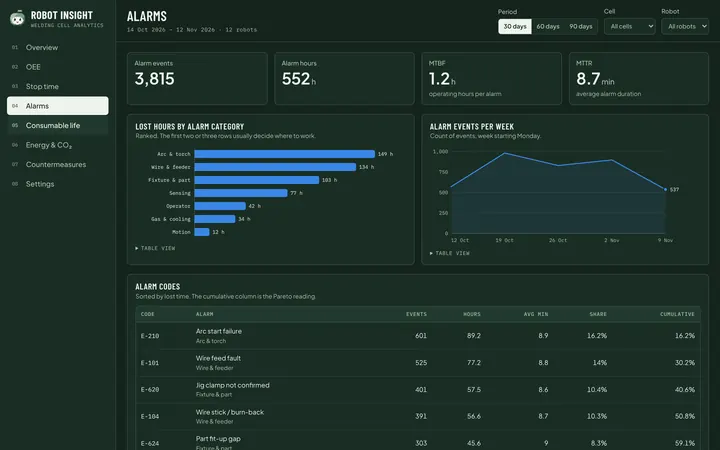 ROBOT INSIGHT
WELDING CELL ANALYTICS
01 Overview
02 OEE
03 Stop time
04 Alarms
05 Consumable life
06 Energy & CO₂
07 Countermeasures
08 Settings
ALARMS
14 Oct 2026 – 12 Nov 2026 · 12 robots
Period
30 days 60 days 90 days
Cell
All cells
Robot
All robots
Alarm events
3,815
Alarm hours
552 h
MTBF
1.2 h
operating hours per alarm
MTTR
8.7 min
average alarm duration
LOST HOURS BY ALARM CATEGORY
Ranked. The first two or three rows usually decide where to work.
Arc & torch 149 h
Wire & feeder 134 h
Fixture & part 103 h
Sensing 77 h
Operator 42 h
Gas & cooling 34 h
Motion 12 h
▸ TABLE VIEW
ALARM EVENTS PER WEEK
Count of events; week starting Monday.
1,000
750
500
250
0
537
12 Oct 19 Oct 26 Oct 2 Nov 9 Nov
▸ TABLE VIEW
ALARM CODES
Sorted by lost time. The cumulative column is the Pareto reading.
CODE ALARM EVENTS HOURS AVG MIN SHARE CUMULATIVE
E-210 Arc start failure 601 89.2 8.9 16.2% 16.2%
Arc & torch
E-101 Wire feed fault 525 77.2 8.8 14% 30.2%
Wire & feeder
E-620 Jig clamp not confirmed 401 57.5 8.6 10.4% 40.6%
Fixture & part
E-104 Wire stick / burn-back 391 56.6 8.7 10.3% 50.8%
Wire & feeder
E-624 Part fit-up gap 303 45.6 9 8.3% 59.1%
Fixture & part